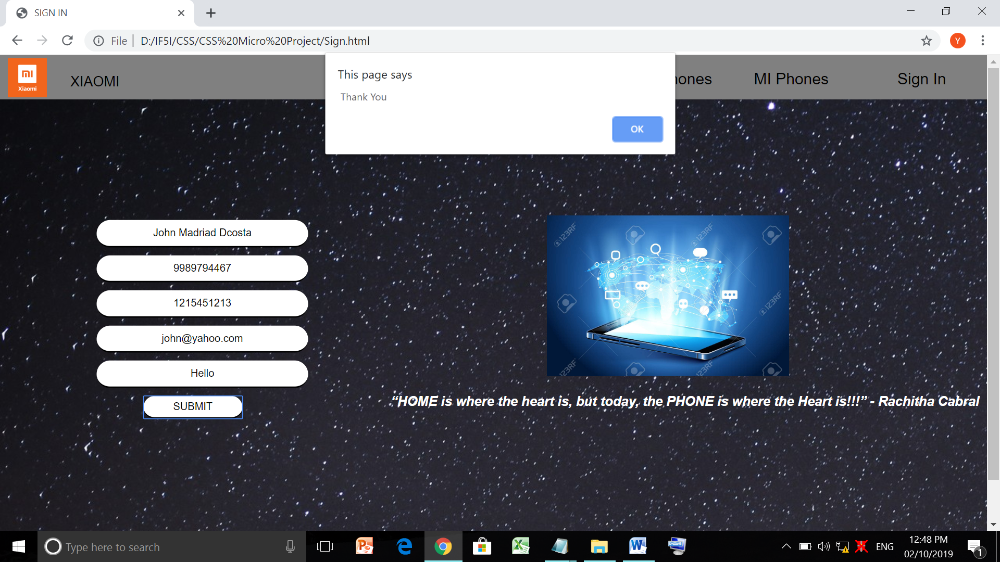 SIGN IN
File
D:/IF5I/CSS/CSS%20Micro%20Project/Sign.html
Y
mi
Xiaomi
XIAOMI
hones
MI Phones
Sign In
This page says
Thank You
OK
John Madriad Dcosta
9989794467
1215451213
john@yahoo.com
Hello
SUBMIT
123RF
123RF
123RF
123RF
123RF
“HOME is where the heart is, but today, the PHONE is where the Heart is!!!” - Rachitha Cabral
Type here to search
ENG
12:48 PM
02/10/2019
1